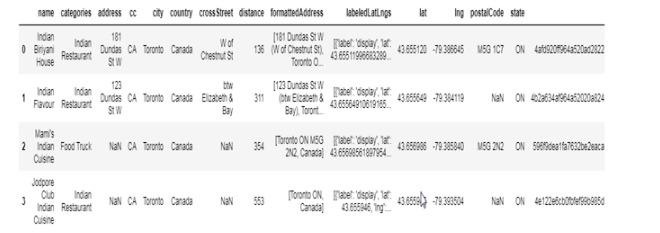 name categories address cc city country crossStreet distance formattedAddress labeledLatLngs lat lng postalCode state
0 Indian Biriyani House Indian Restaurant 181 Dundas St W CA Toronto Canada W of Chestnut St 136 [181 Dundas St W (W of Chestnut St), Toronto O... [{'label': 'display', 'lat': 43.65511996683289... 43.655120 -79.386645 M5G 1C7 ON 4afd920ff964a520ad2822
1 Indian Flavour Indian Restaurant 123 Dundas St W CA Toronto Canada btw Elizabeth & Bay 311 [123 Dundas St W (btw Elizabeth & Bay), Toront... [{'label': 'display', 'lat': 43.65564910619165... 43.655649 -79.384119 NaN ON 4b2a634af964a52020a824
2 Mami's Indian Cuisine Food Truck NaN CA Toronto Canada NaN 354 [Toronto ON M5G 2N2, Canada] [{'label': 'display', 'lat': 43.65698561897954... 43.656986 -79.385840 M5G 2N2 ON 596f9dea1fa7632be2eaca
3 Jodpore Club Indian Cuisine Indian Restaurant NaN CA Toronto Canada NaN 553 [Toronto ON, Canada] [{'label': 'display', 'lat': 43.655946, 'lng':... -79.393504 NaN ON 4e122e6cb0fbfef99b985d